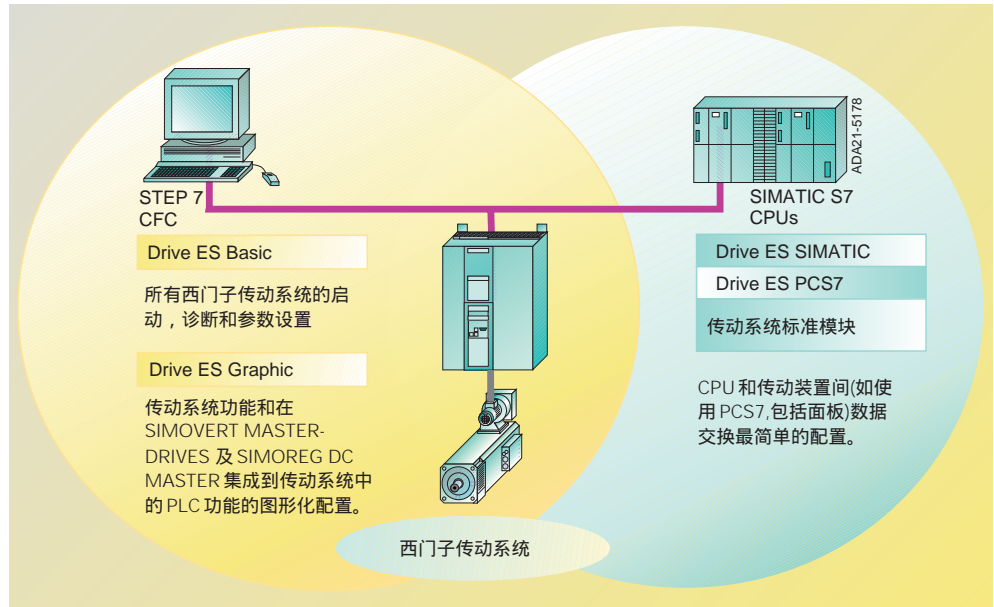 STEP 7
CFC
Drive ES Basic
所有西门子传动系统的启
动，诊断和参数设置
Drive ES Graphic
传动系统功能和在
SIMOVERT MASTER-
DRIVES 及 SIMOREG DC
MASTER 集成到传动系统中
的 PLC 功能的图形化配置。
ADA21-5178
SIMATIC S7
CPUs
Drive ES SIMATIC
Drive ES PCS7
传动系统标准模块
CPU 和传动装置间(如使
用 PCS7,包括面板)数据
交换最简单的配置。
西门子传动系统